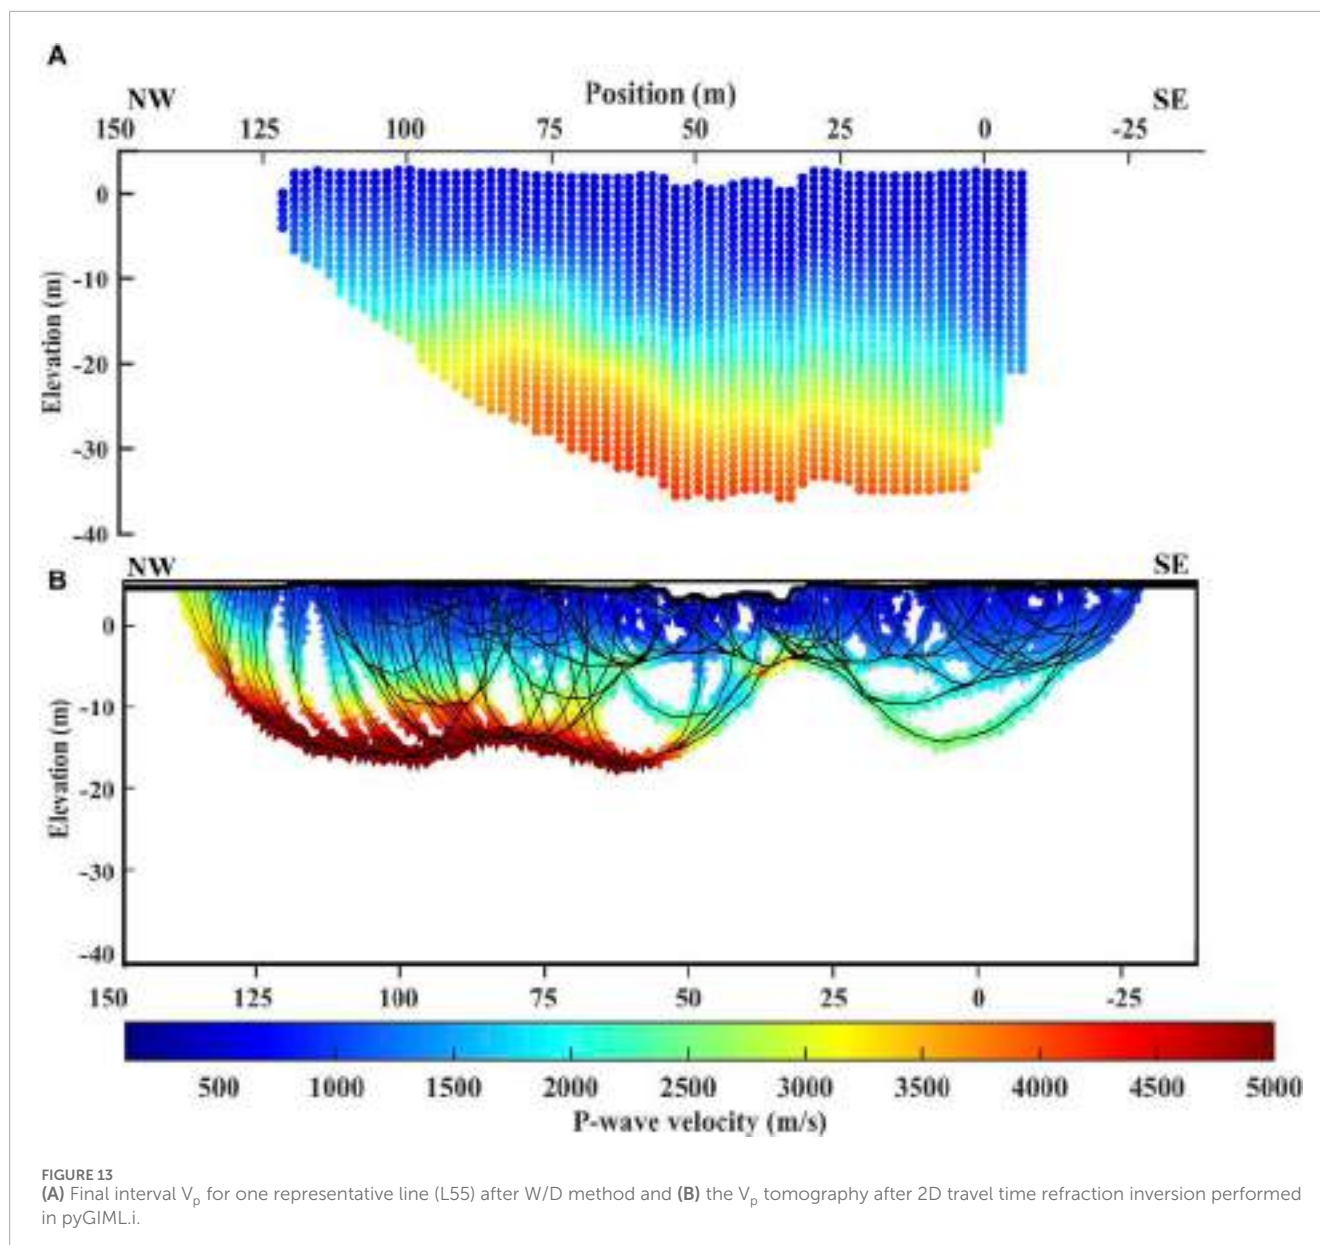 A
NW Position (m) SE
150 125 100 75 50 25 0 -25
0
-10
-20
-30
-40
Elevation (m)
B NW SE
0
-10
-20
-30
-40
Elevation (m)
150 125 100 75 50 25 0 -25
500 1000 1500 2000 2500 3000 3500 4000 4500 5000
P-wave velocity (m/s)
FIGURE 13
(A) Final interval Vp for one representative line (L55) after W/D method and (B) the Vp tomography after 2D travel time refraction inversion performed
in pyGIML.i.